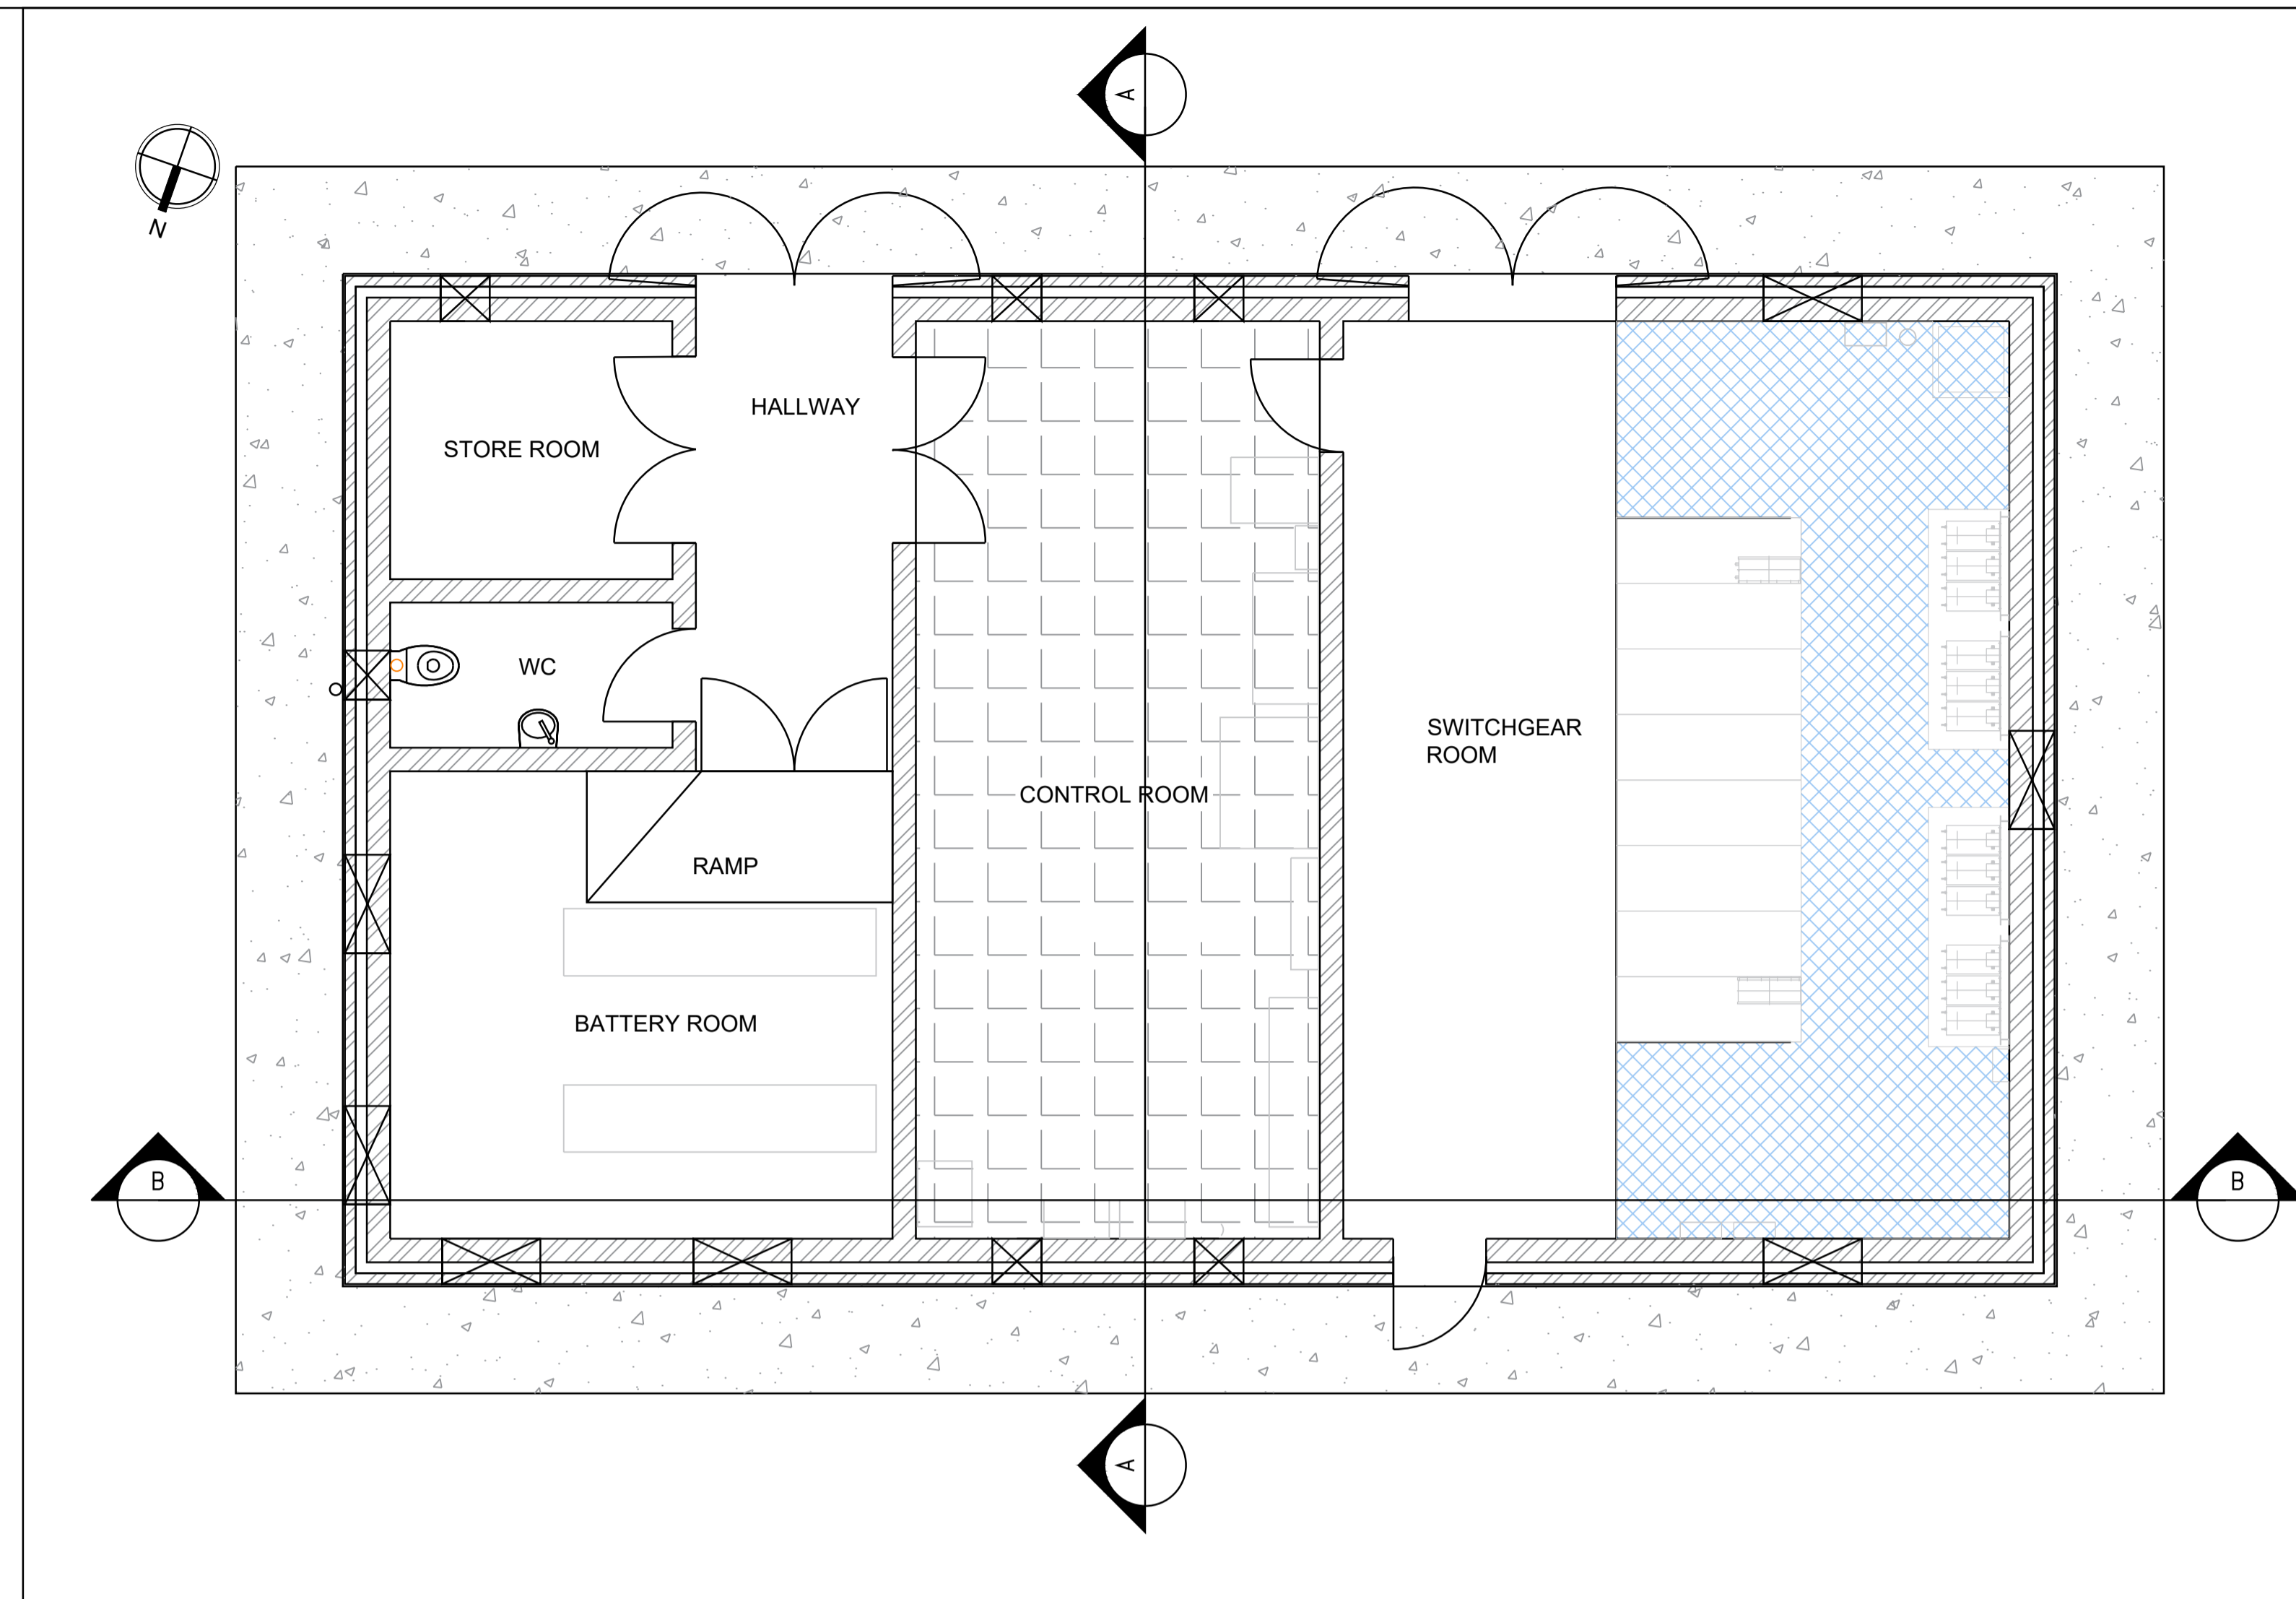 A
N
HALLWAY
STORE ROOM
WC
SWITCHGEAR
ROOM
CONTROL ROOM
RAMP
BATTERY ROOM
B
B
A